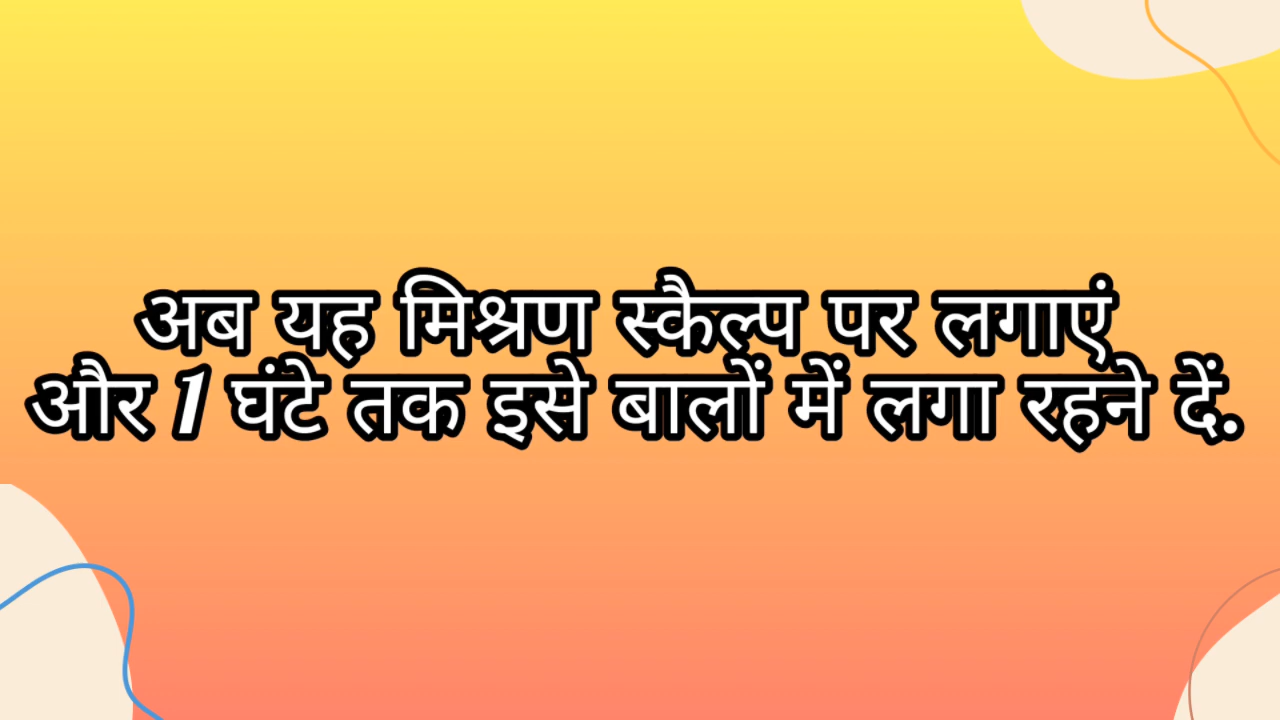 अब यह मिश्रण स्कैल्प पर लगाएं
और 1 घंटे तक इसे बालों में लगा रहने दें.